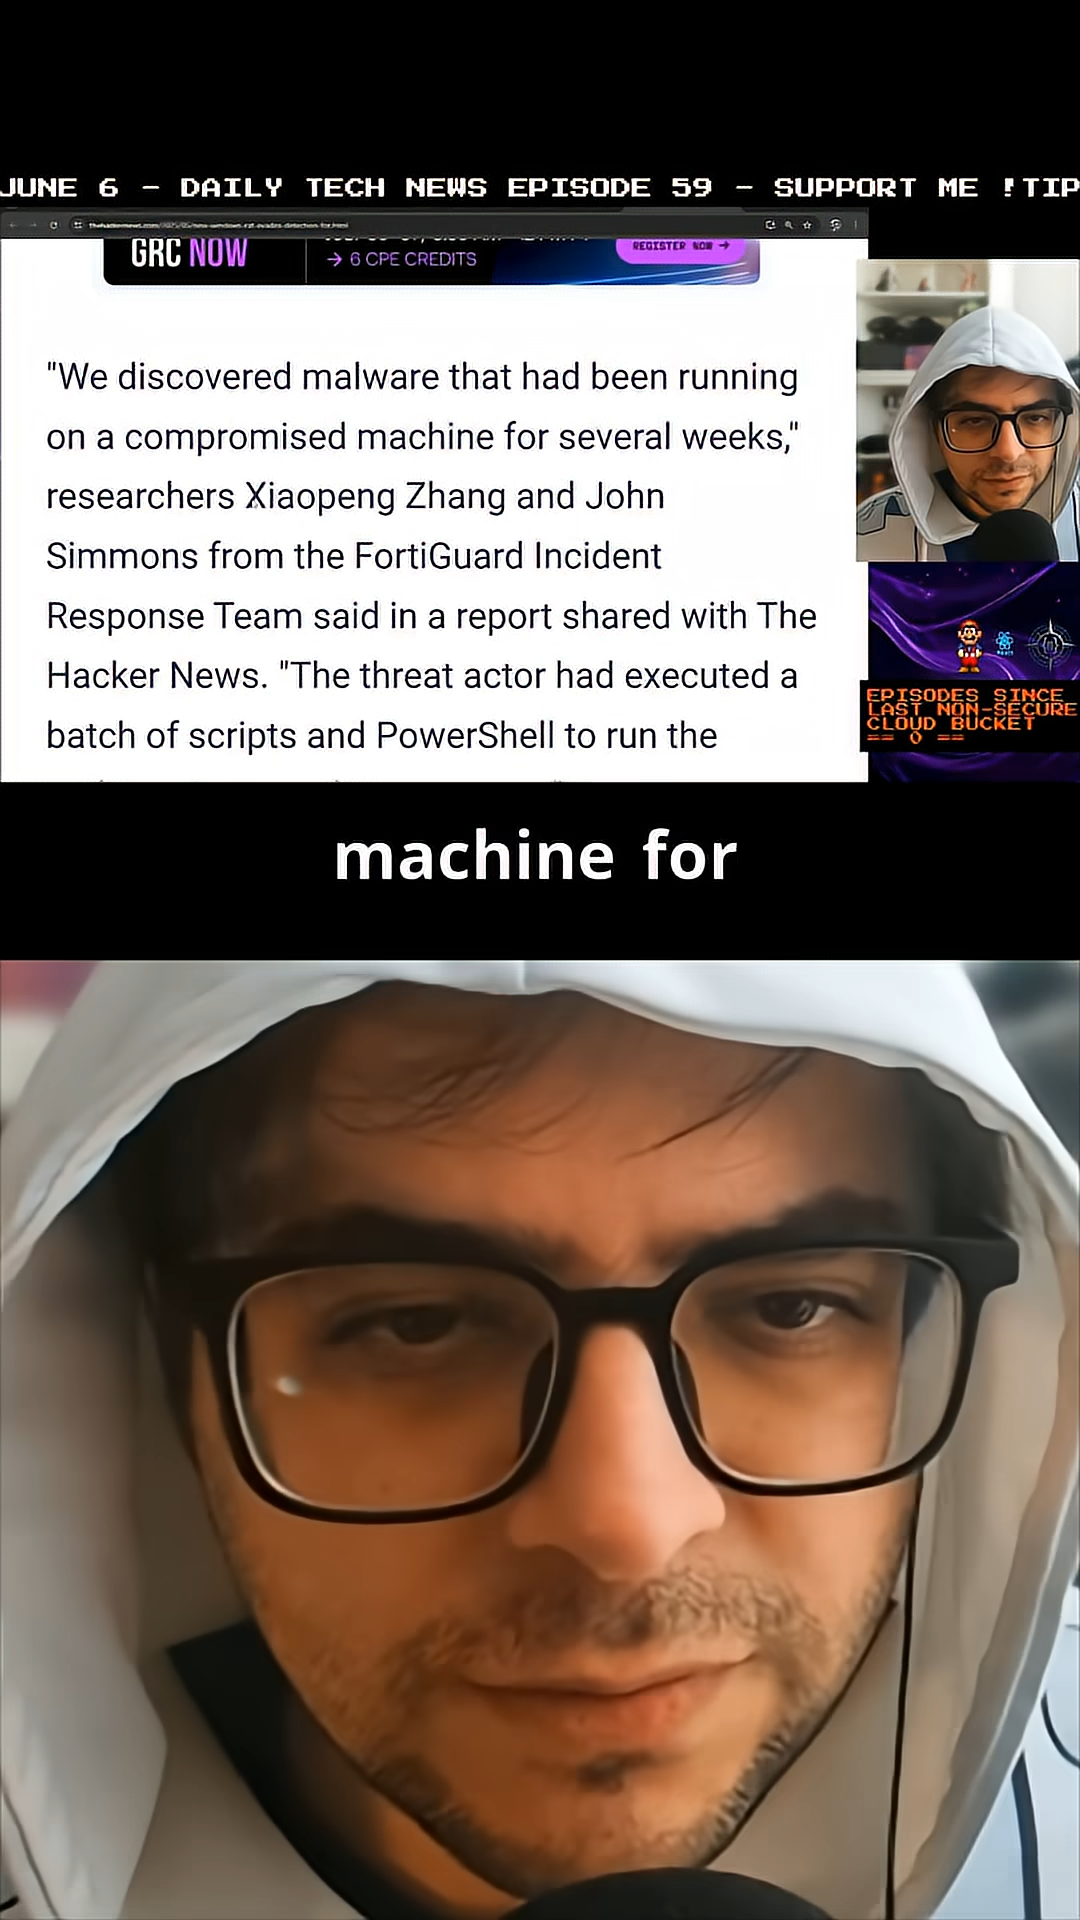 JUNE 6 - DAILY TECH NEWS EPISODE 59 - SUPPORT ME !TIP
GRC NOW
→ 6 CPE CREDITS
REGISTER NOW →
"We discovered malware that had been running
on a compromised machine for several weeks,"
researchers Xiaopeng Zhang and John
Simmons from the FortiGuard Incident
Response Team said in a report shared with The
Hacker News. "The threat actor had executed a
batch of scripts and PowerShell to run the
EPISODES SINCE
LAST NON-SECURE
CLOUD BUCKET
== 0 ==
machine for